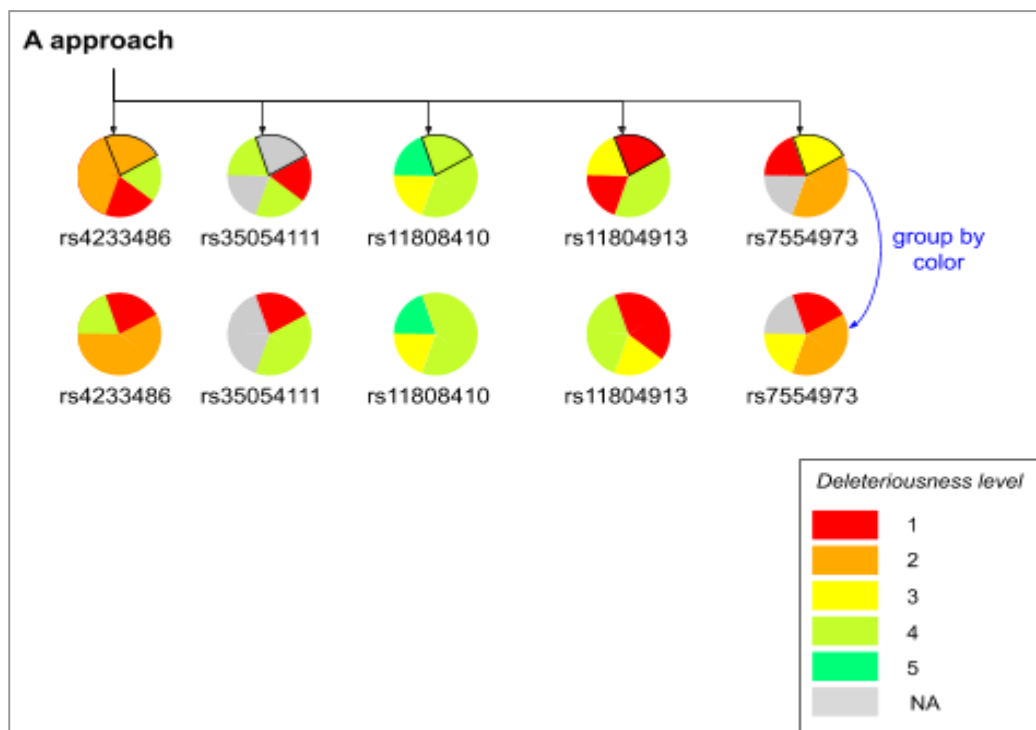 A approach
rs4233486 rs35054111 rs11808410 rs11804913 rs7554973
group by
color
rs4233486 rs35054111 rs11808410 rs11804913 rs7554973
Deleteriousness level
1
2
3
4
5
NA